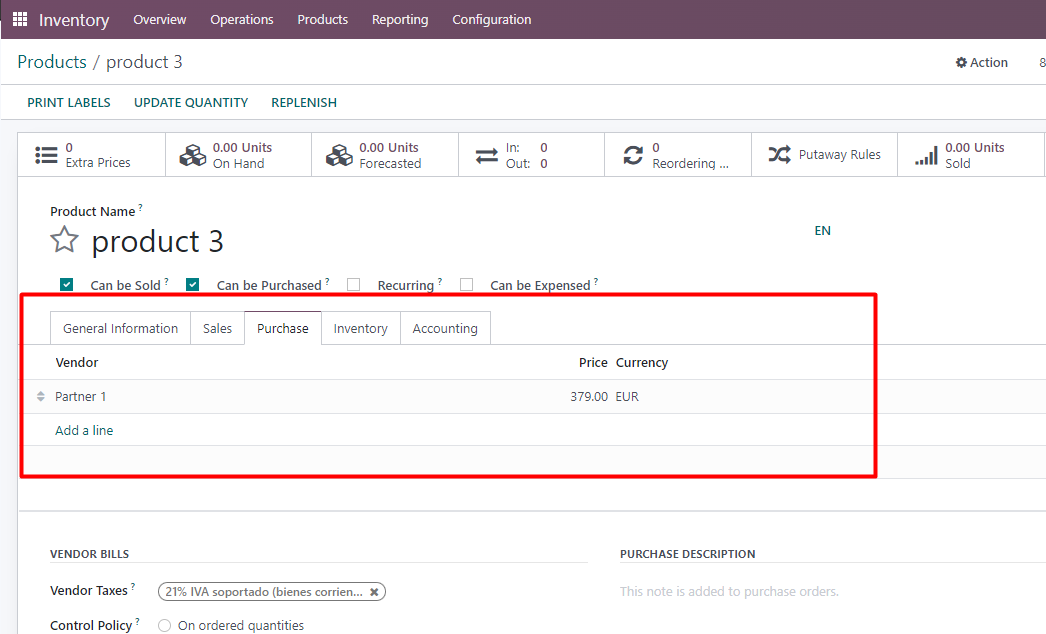 Inventory Overview Operations Products Reporting Configuration
Products / product 3 Action 8
PRINT LABELS UPDATE QUANTITY REPLENISH
0
Extra Prices
0.00 Units
On Hand
0.00 Units
Forecasted
In: 0
Out: 0
0
Reordering ...
Putaway Rules
0.00 Units
Sold
Product Name ?
product 3
EN
Can be Sold ? Can be Purchased ? Recurring ? Can be Expensed ?
General Information Sales Purchase Inventory Accounting
Vendor Price Currency
Partner 1 379.00 EUR
Add a line
VENDOR BILLS
Vendor Taxes ? 21% IVA soportado (bienes corrien... ✖
Control Policy ? On ordered quantities
PURCHASE DESCRIPTION
This note is added to purchase orders.